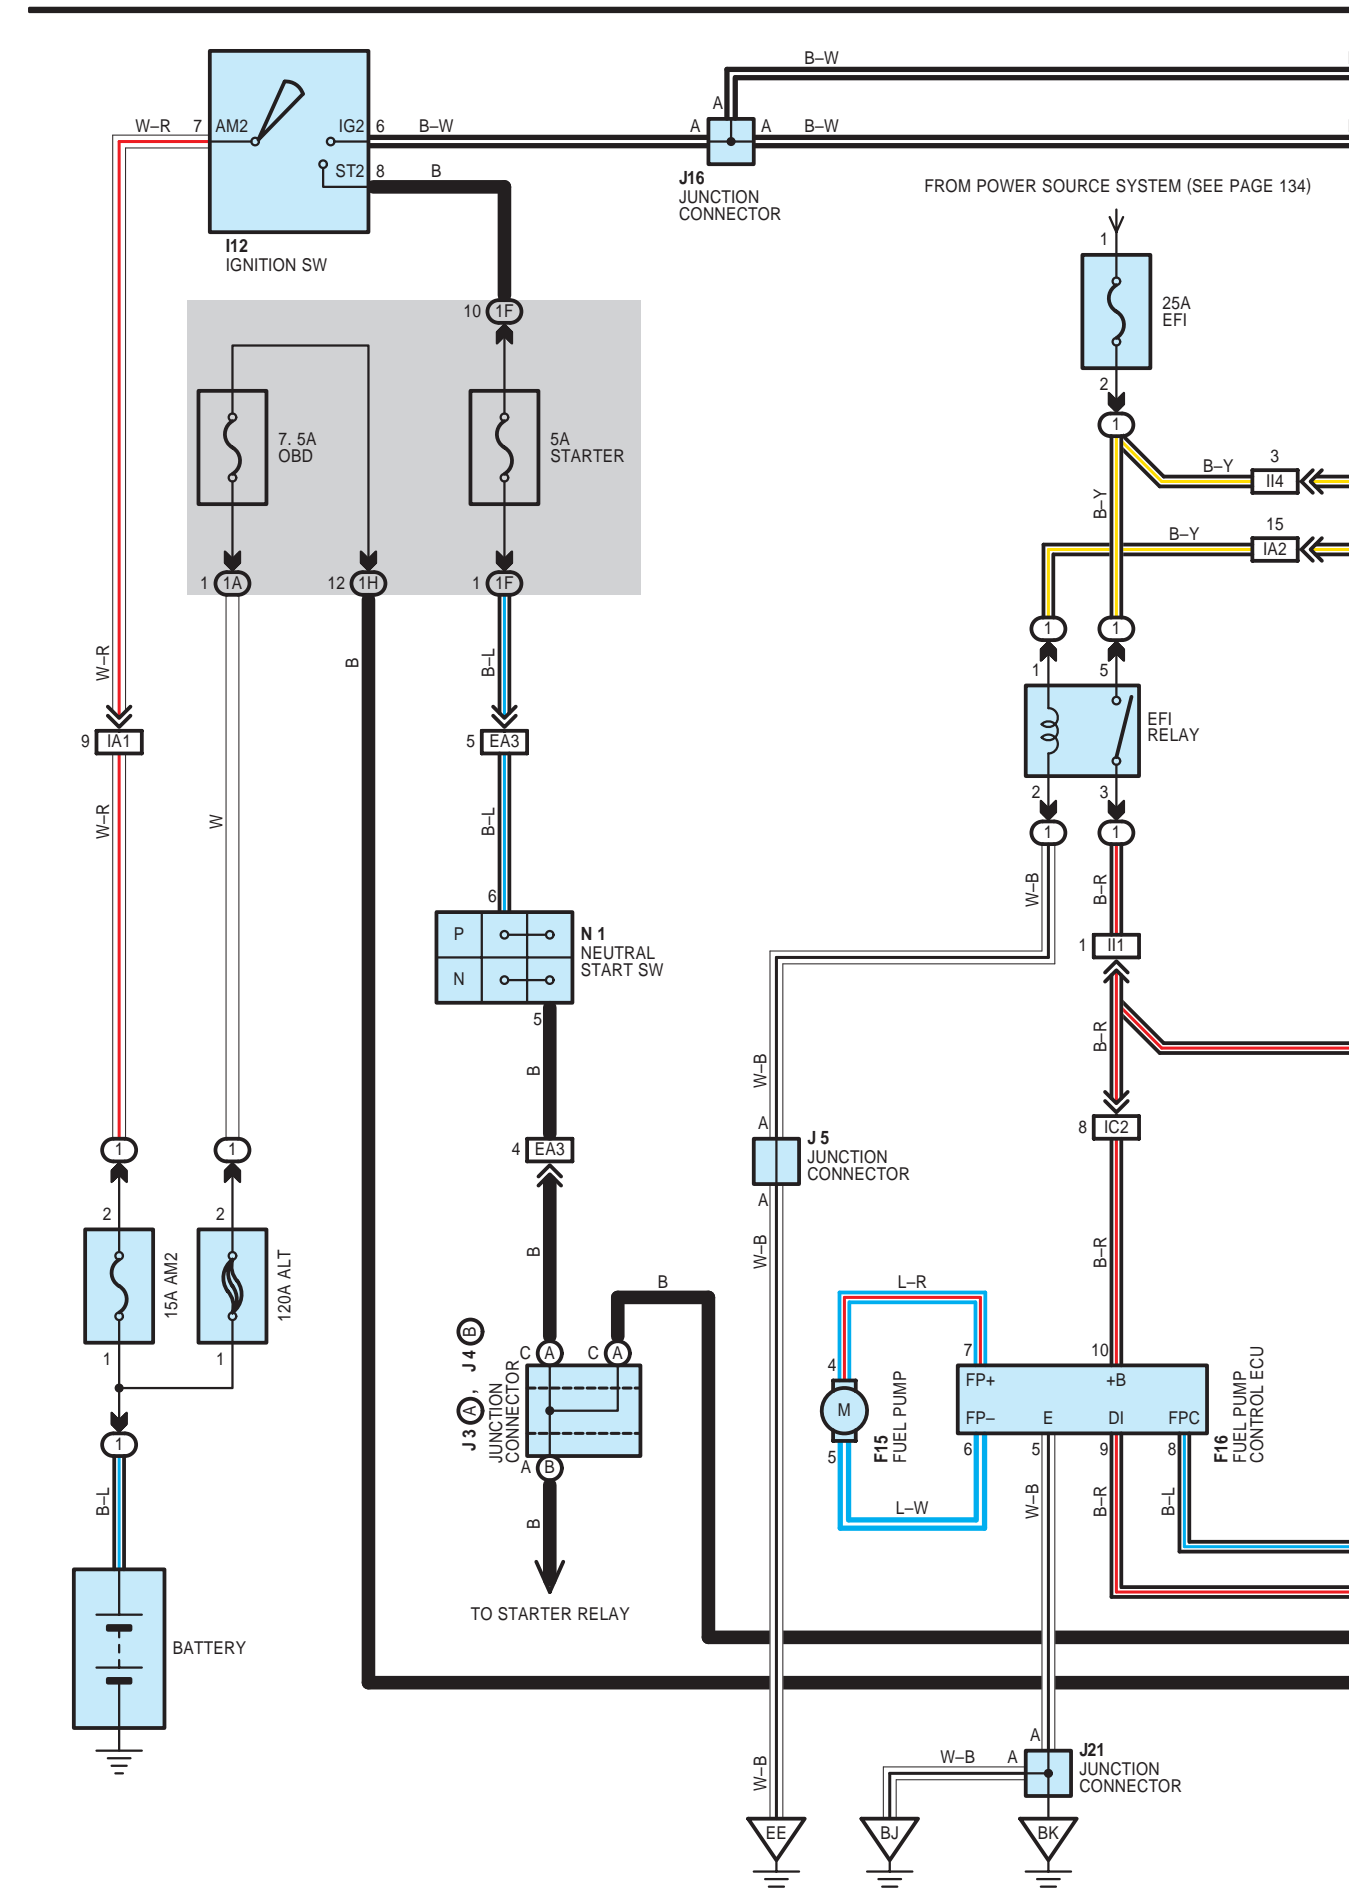 B–W
A
W–R 7 AM2 IG2 6 B–W A A B–W
ST2 8 B
J16
JUNCTION
CONNECTOR
FROM POWER SOURCE SYSTEM (SEE PAGE 134)
I12
IGNITION SW
1
10 1F
25A
EFI
2
1
7. 5A
OBD
5A
STARTER
B–Y 3
II4
B–Y
B–Y 15
IA2
1 1A 12 1H 1 1F
1 1
W–R
B
B–L
1 5
EFI
RELAY
9 IA1 5 EA3
2 3
1 1
W–R
W
B–L
W–B
B–R
6
P
N
N 1
NEUTRAL
START SW
1 II1
5
B
W–B
B–R
A
8 IC2
1 1 4 EA3
J 5
JUNCTION
CONNECTOR
A
2 2
15A AM2
120A ALT
B
W–B
B–R
B
L–R
1 1
J 3 A , J 4 B
JUNCTION
CONNECTOR
C A C A
4 7 10
FP+ +B
M
FP– E DI FPC
5 6 5 9 8
F15
FUEL PUMP
F16
FUEL PUMP
CONTROL ECU
1
A B
B–L
B
L–W
W–B
B–R
B–L
TO STARTER RELAY
BATTERY
A
W–B
W–B A
J21
JUNCTION
CONNECTOR
EE BJ BK